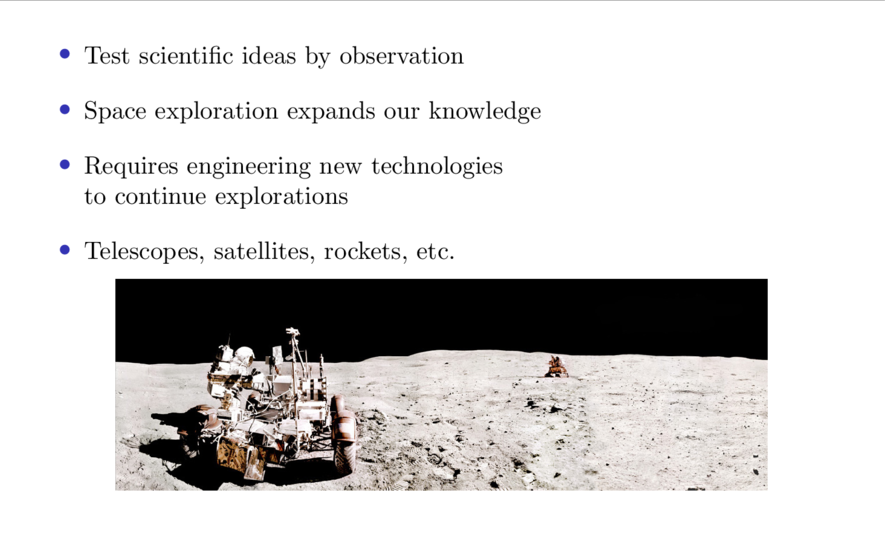 Test scientific ideas by observation
Space exploration expands our knowledge
Requires engineering new technologies
to continue explorations
Telescopes, satellites, rockets, etc.